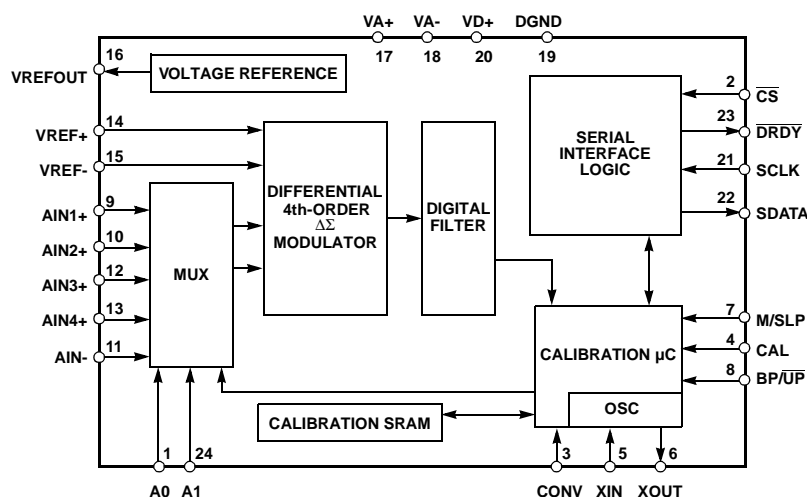 VA+ VA- VD+ DGND
17 18 20 19
16
VREFOUT
VOLTAGE REFERENCE
14
VREF+
15
VREF-
9
AIN1+
10
AIN2+
12
AIN3+
13
AIN4+
11
AIN-
MUX
DIFFERENTIAL
4th-ORDER
ΔΣ
MODULATOR
DIGITAL
FILTER
SERIAL
INTERFACE
LOGIC
2
C̅S̅
23
D̅R̅D̅Y̅
21
SCLK
22
SDATA
CALIBRATION µC
OSC
7
M/SLP
4
CAL
8
BP/U̅P̅
CALIBRATION SRAM
1 24 3 5 6
A0 A1 CONV XIN XOUT